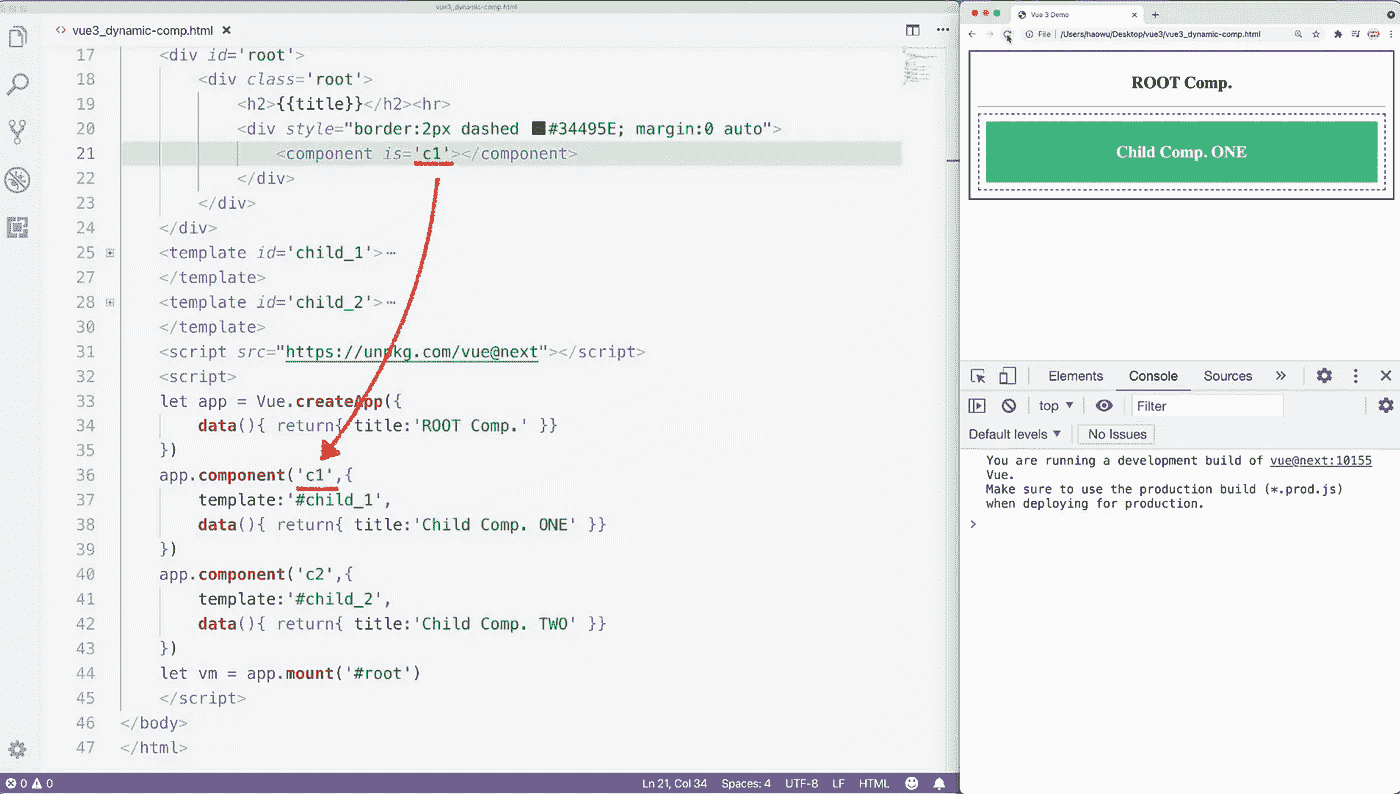 vue3_dynamic-comp.html
<> vue3_dynamic-comp.html ×
17 <div id='root'>
18 <div class='root'>
19 <h2>{{title}}</h2><hr>
20 <div style="border:2px dashed #34495E; margin:0 auto">
21 <component is='c1'></component>
22 </div>
23 </div>
24 </div>
25 <template id='child_1'>…
27 </template>
28 <template id='child_2'>…
30 </template>
31 <script src="https://unpkg.com/vue@next"></script>
32 <script>
33 let app = Vue.createApp({
34 data(){ return{ title:'ROOT Comp.' }}
35 })
36 app.component('c1',{
37 template:'#child_1',
38 data(){ return{ title:'Child Comp. ONE' }}
39 })
40 app.component('c2',{
41 template:'#child_2',
42 data(){ return{ title:'Child Comp. TWO' }}
43 })
44 let vm = app.mount('#root')
45 </script>
46 </body>
47 </html>
0 0 Ln 21, Col 34 Spaces: 4 UTF-8 LF HTML
Vue 3 Demo
File /Users/haowu/Desktop/vue3/vue3_dynamic-comp.html
ROOT Comp.
Child Comp. ONE
Elements Console Sources »
top Filter
Default levels No Issues
You are running a development build of vue@next:10155
Vue.
Make sure to use the production build (*.prod.js)
when deploying for production.
>